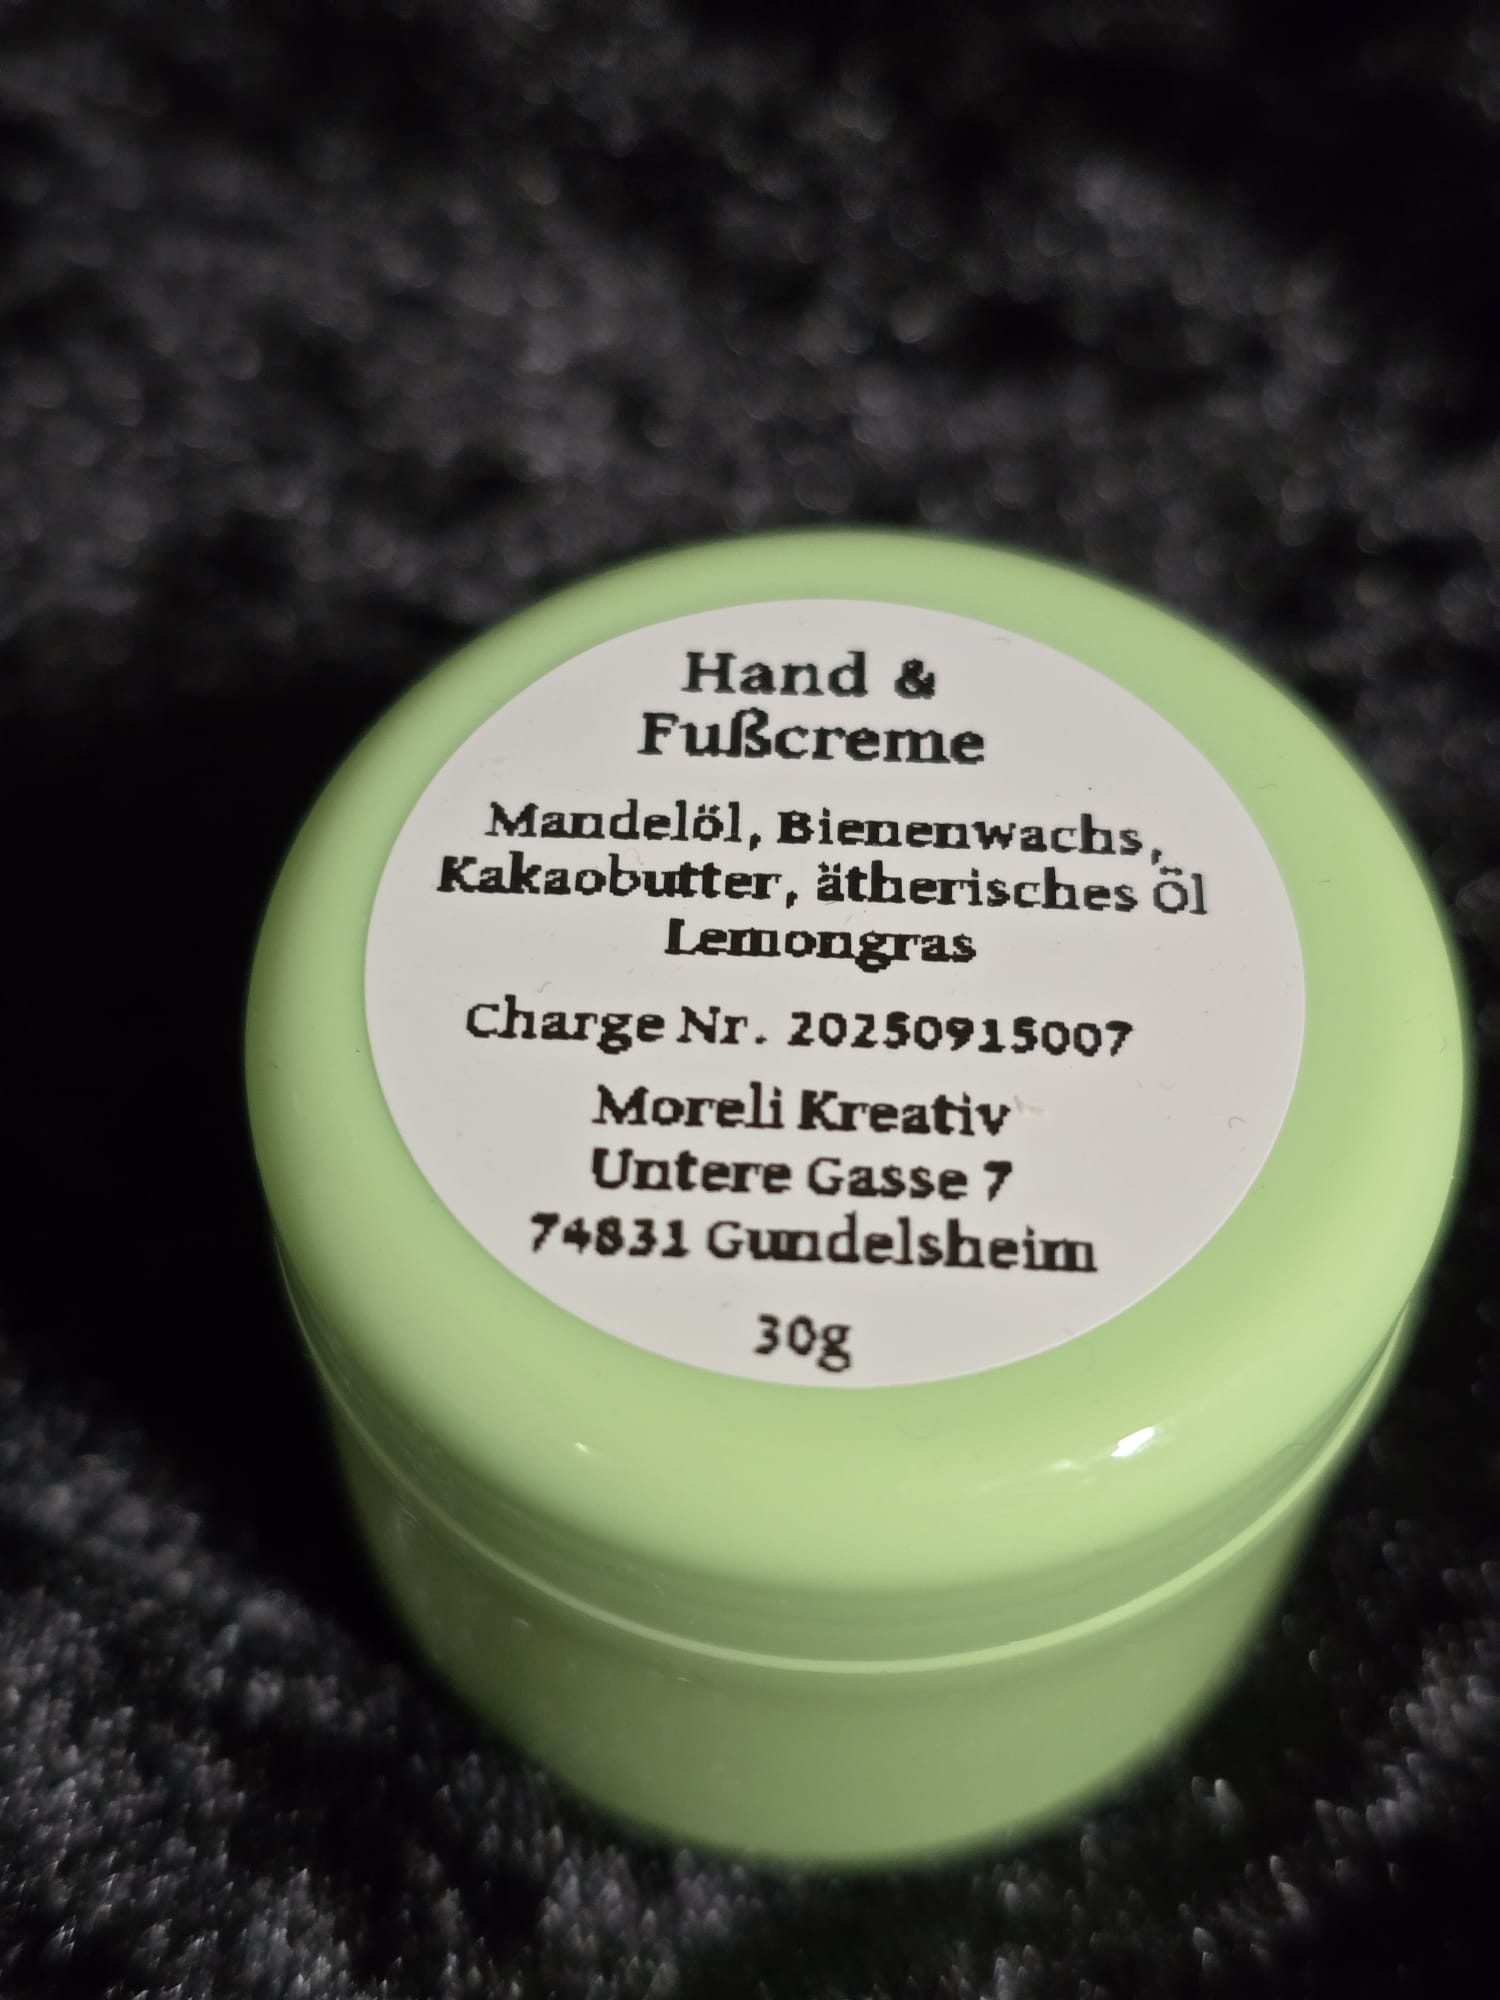 Hand &
Fußcreme
Mandelöl, Bienenwachs,
Kakaobutter, ätherisches Öl
Lemongras
Charge Nr. 20250915007
Moreli Kreativ
Untere Gasse 7
74831 Gundelsheim
30g